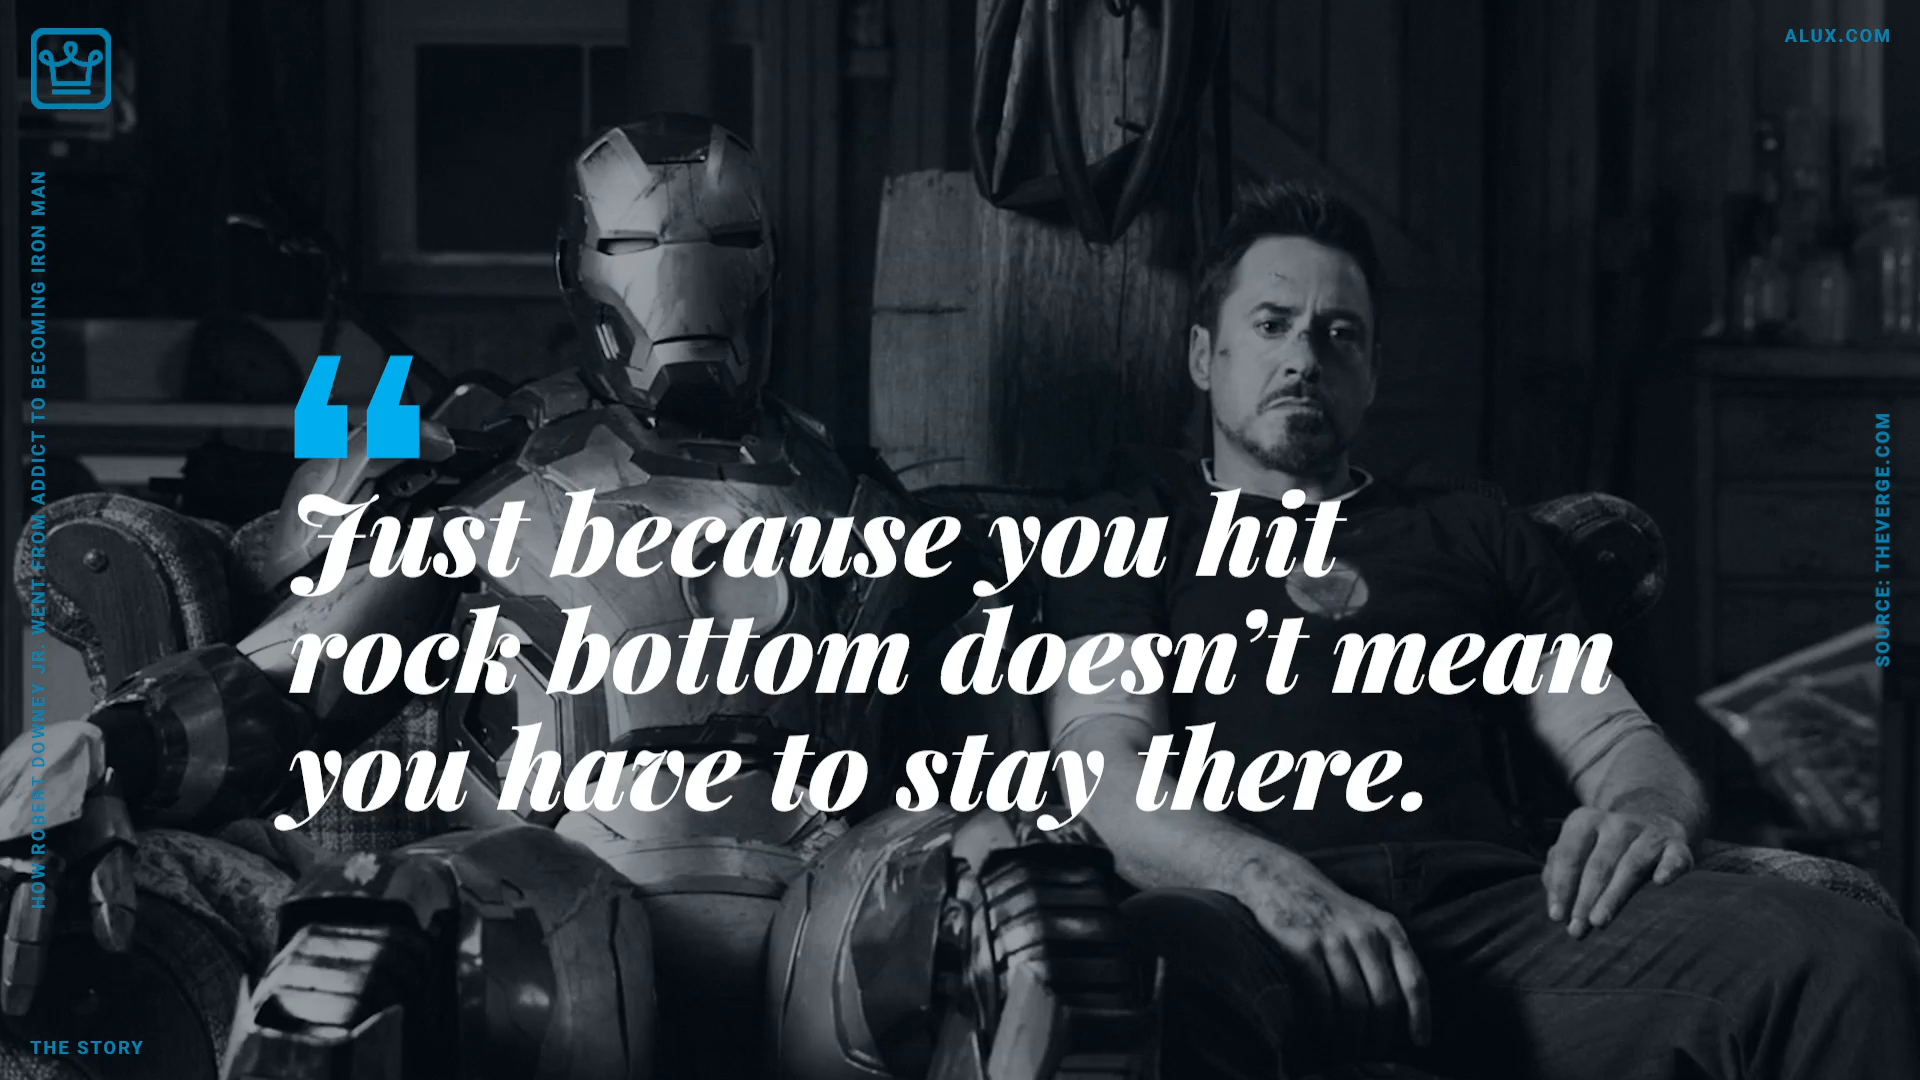 ALUX.COM
HOW ROBERT DOWNEY JR. WENT FROM ADDICT TO BECOMING IRON MAN
“
Just because you hit
rock bottom doesn’t mean
you have to stay there.
SOURCE: THEVERGE.COM
THE STORY